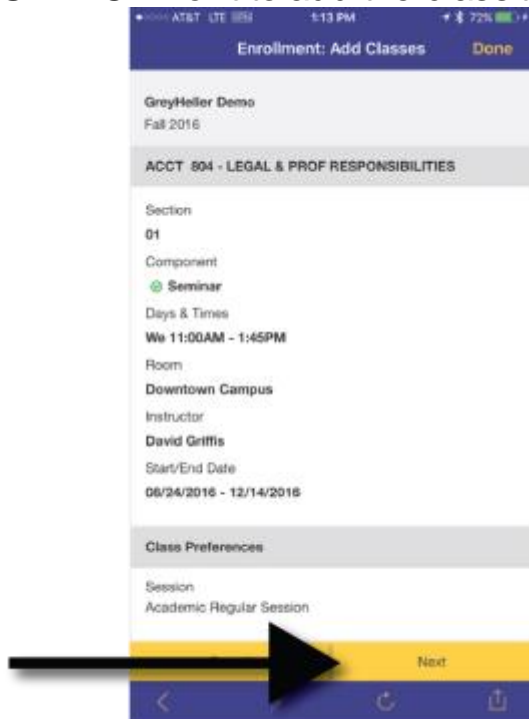 AT&T LTE 1:13 PM 72%
Enrollment: Add Classes Done
GreyHeller Demo
Fall 2016
ACCT 804 - LEGAL & PROF RESPONSIBILITIES
Section
01
Component
Seminar
Days & Times
We 11:00AM - 1:45PM
Room
Downtown Campus
Instructor
David Griffis
Start/End Date
08/24/2016 - 12/14/2016
Class Preferences
Session
Academic Regular Session
Next